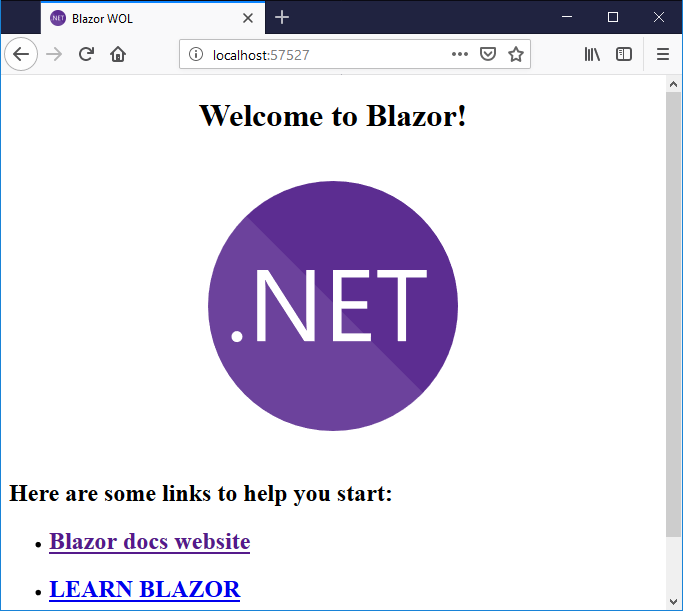 NET Blazor WOL
localhost:57527
Welcome to Blazor!
.NET
Here are some links to help you start:
Blazor docs website
LEARN BLAZOR